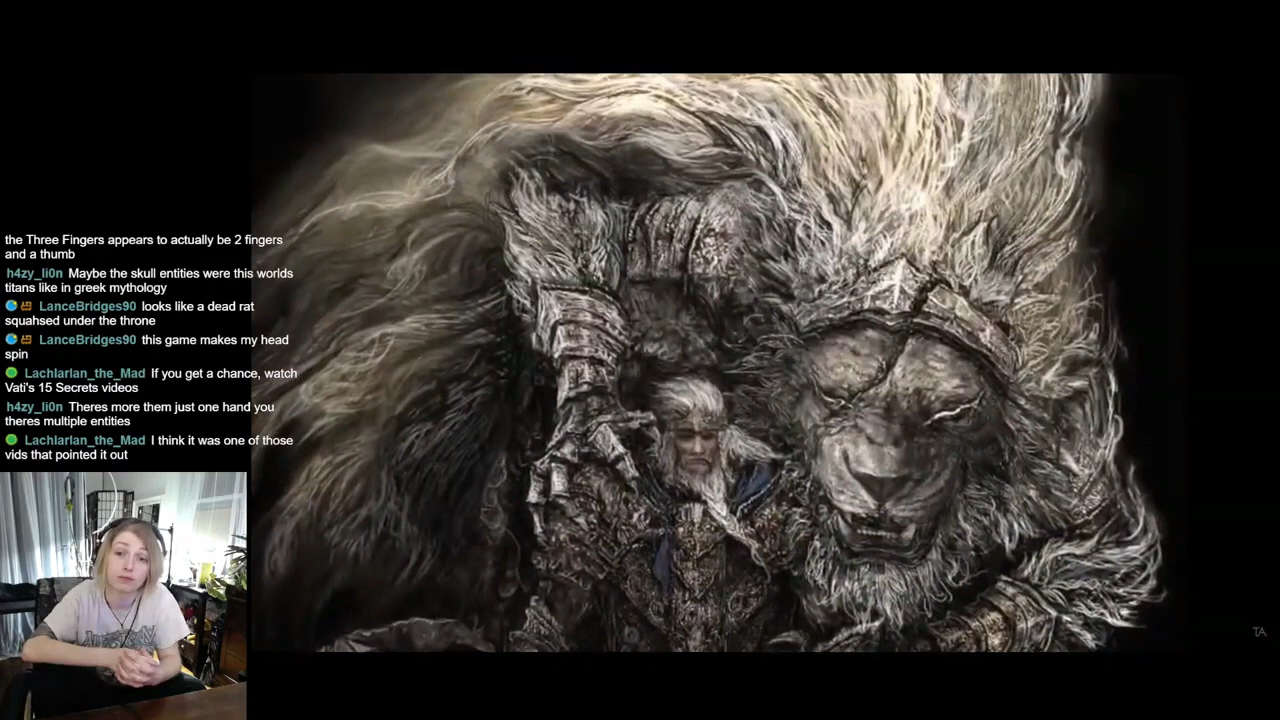 the Three Fingers appears to actually be 2 fingers
and a thumb
h4zy_li0n Maybe the skull entities were this worlds
titans like in greek mythology
LanceBridges90 looks like a dead rat
squahsed under the throne
LanceBridges90 this game makes my head
spin
Lachlarlan_the_Mad If you get a chance, watch
Vati's 15 Secrets videos
h4zy_li0n Theres more them just one hand you
theres multiple entities
Lachlarlan_the_Mad I think it was one of those
vids that pointed it out
TA